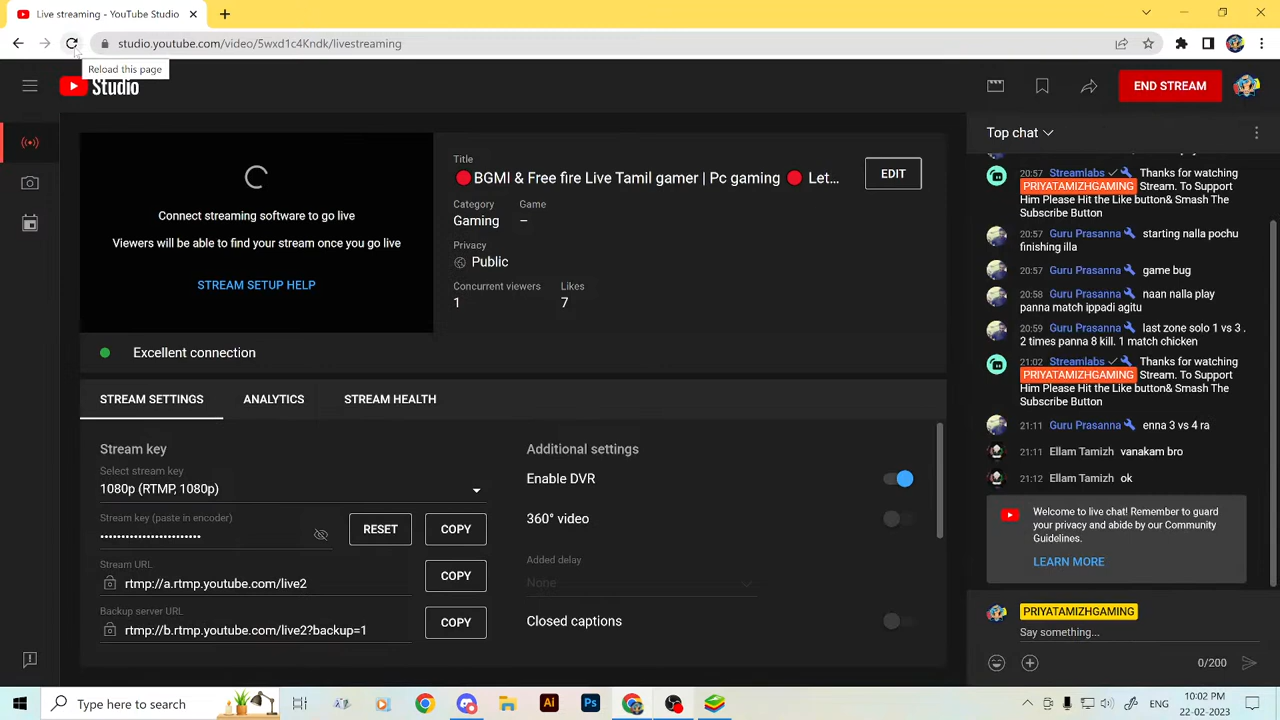 Live streaming - YouTube Studio
studio.youtube.com/video/5wxd1c4Kndk/livestreaming
Reload this page
Studio
END STREAM
Connect streaming software to go live
Viewers will be able to find your stream once you go live
STREAM SETUP HELP
Excellent connection
Title
🔴BGMI & Free fire Live Tamil gamer | Pc gaming 🔴 Let...
EDIT
Category
Game
Gaming
–
Privacy
Public
Concurrent viewers
Likes
1
7
STREAM SETTINGS
ANALYTICS
STREAM HEALTH
Stream key
Select stream key
1080p (RTMP, 1080p)
Stream key (paste in encoder)
••••••••••••••••••••••••
RESET
COPY
Stream URL
rtmp://a.rtmp.youtube.com/live2
COPY
Backup server URL
rtmp://b.rtmp.youtube.com/live2?backup=1
COPY
Additional settings
Enable DVR
360° video
Added delay
None
Closed captions
Top chat
20:57 Streamlabs Thanks for watching
PRIYATAMIZHGAMING Stream. To Support
Him Please Hit the Like button& Smash The
Subscribe Button
20:57 Guru Prasanna starting nalla pochu
finishing illa
20:57 Guru Prasanna game bug
20:58 Guru Prasanna naan nalla play
panna match ippadi agitu
20:59 Guru Prasanna last zone solo 1 vs 3 .
2 times panna 8 kill. 1 match chicken
21:02 Streamlabs Thanks for watching
PRIYATAMIZHGAMING Stream. To Support
Him Please Hit the Like button& Smash The
Subscribe Button
21:11 Guru Prasanna enna 3 vs 4 ra
21:11 Ellam Tamizh vanakam bro
21:12 Ellam Tamizh ok
Welcome to live chat! Remember to guard
your privacy and abide by our Community
Guidelines.
LEARN MORE
PRIYATAMIZHGAMING
Say something...
0/200
Type here to search
Ai
Ps
ENG
10:02 PM
22-02-2023